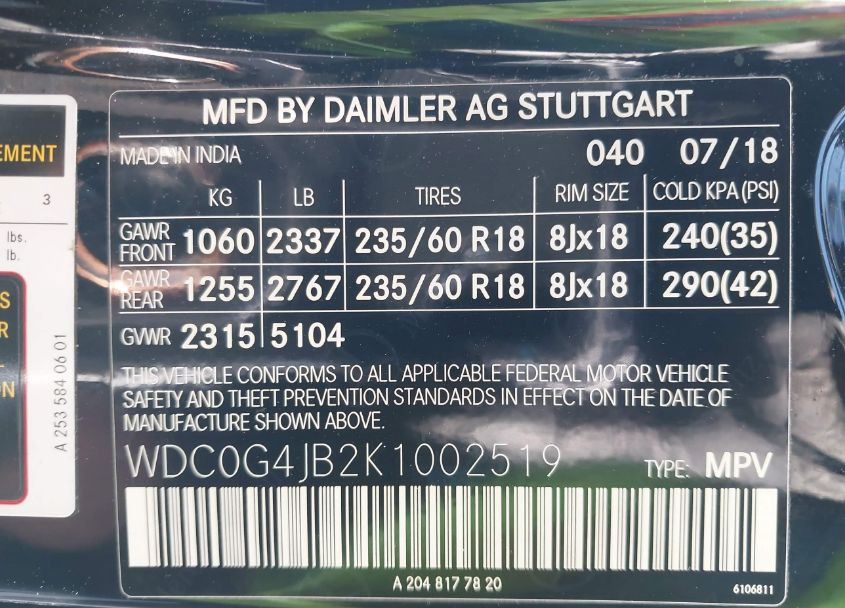 MFD BY DAIMLER AG STUTTGART
MADE IN INDIA 040 07/18
KG LB TIRES RIM SIZE COLD KPA (PSI)
GAWR FRONT 1060 2337 235/60 R18 8Jx18 240(35)
GAWR REAR 1255 2767 235/60 R18 8Jx18 290(42)
GVWR 2315 5104
THIS VEHICLE CONFORMS TO ALL APPLICABLE FEDERAL MOTOR VEHICLE
SAFETY AND THEFT PREVENTION STANDARDS IN EFFECT ON THE DATE OF
MANUFACTURE SHOWN ABOVE.
WDC0G4JB2K1002519 TYPE: MPV
A 204 817 78 20
6106811
EMENT
3
lbs.
lb.
S
R
ON
A 253 584 06 01